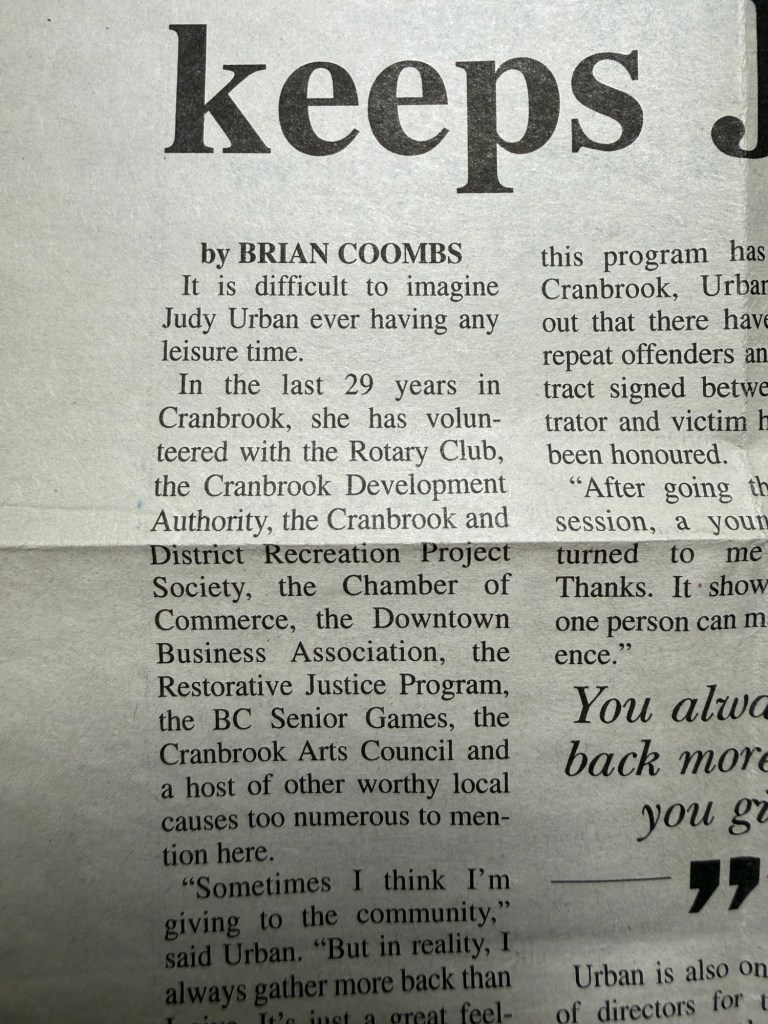 keeps J
by BRIAN COOMBS
It is difficult to imagine
Judy Urban ever having any
leisure time.
In the last 29 years in
Cranbrook, she has volun-
teered with the Rotary Club,
the Cranbrook Development
Authority, the Cranbrook and
District Recreation Project
Society, the Chamber of
Commerce, the Downtown
Business Association, the
Restorative Justice Program,
the BC Senior Games, the
Cranbrook Arts Council and
a host of other worthy local
causes too numerous to men-
tion here.
“Sometimes I think I’m
giving to the community,”
said Urban. “But in reality, I
always gather more back than
It’s just a great feel-
this program has
Cranbrook, Urban
out that there have
repeat offenders an
tract signed betwe
trator and victim h
been honoured.
“After going th
session, a youn
turned to me
Thanks. It show
one person can m
ence.”
You alwa
back more
you gi
”
Urban is also on
of directors for t